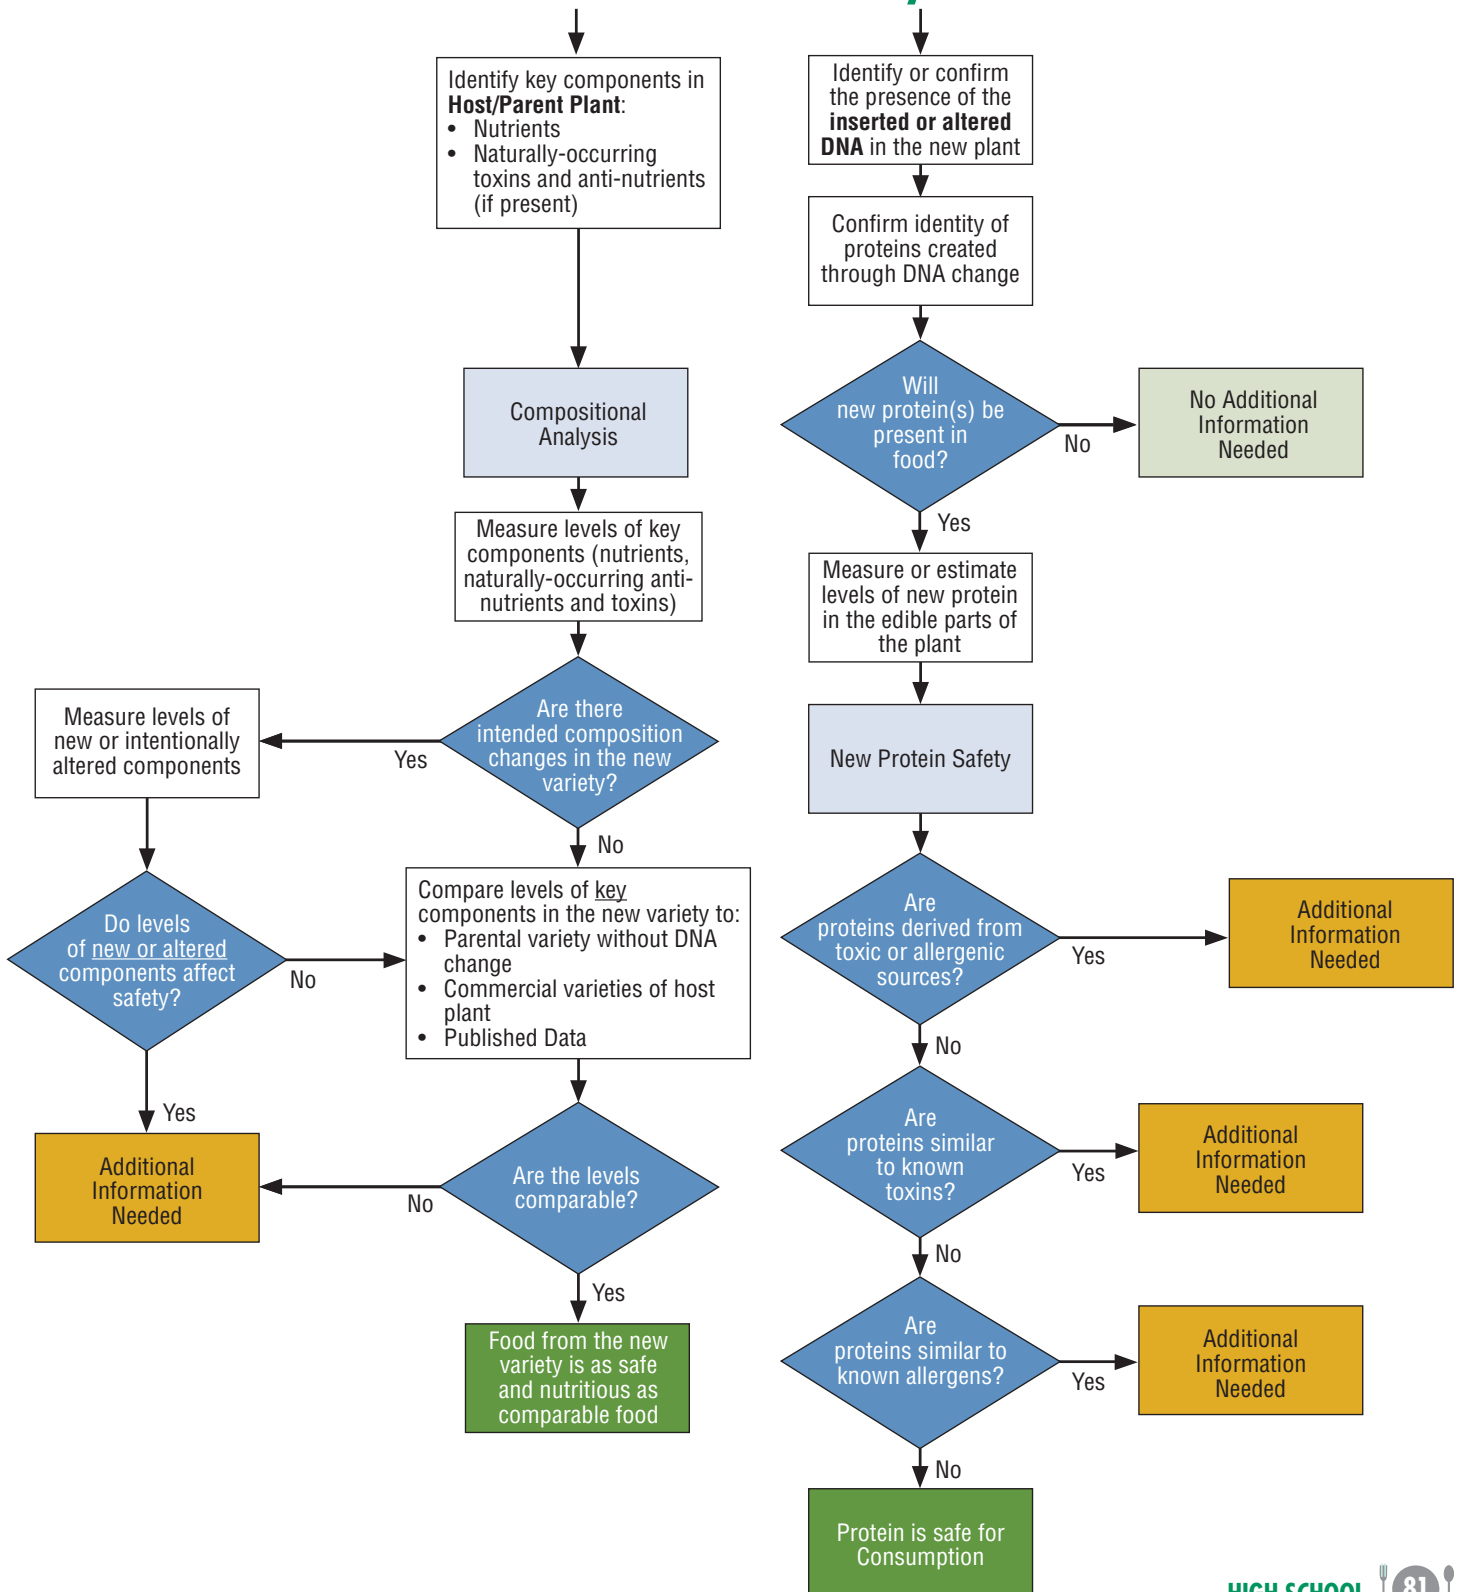 Identify key components in
Host/Parent Plant:
• Nutrients
• Naturally-occurring
toxins and anti-nutrients
(if present)
Compositional
Analysis
Measure levels of key
components (nutrients,
naturally-occurring anti-
nutrients and toxins)
Are there
intended composition
changes in the new
variety?
Yes
No
Measure levels of
new or intentionally
altered components
Do levels
of new or altered
components affect
safety?
No
Yes
Compare levels of key
components in the new variety to:
• Parental variety without DNA
change
• Commercial varieties of host
plant
• Published Data
Are the levels
comparable?
No
Yes
Additional
Information
Needed
Food from the new
variety is as safe
and nutritious as
comparable food
Identify or confirm
the presence of the
inserted or altered
DNA in the new plant
Confirm identity of
proteins created
through DNA change
Will
new protein(s) be
present in
food?
No
No Additional
Information
Needed
Yes
Measure or estimate
levels of new protein
in the edible parts of
the plant
New Protein Safety
Are
proteins derived from
toxic or allergenic
sources?
Yes
Additional
Information
Needed
No
Are
proteins similar
to known
toxins?
Yes
Additional
Information
Needed
No
Are
proteins similar to
known allergens?
Yes
Additional
Information
Needed
No
Protein is safe for
Consumption
HIGH SCHOOL
81